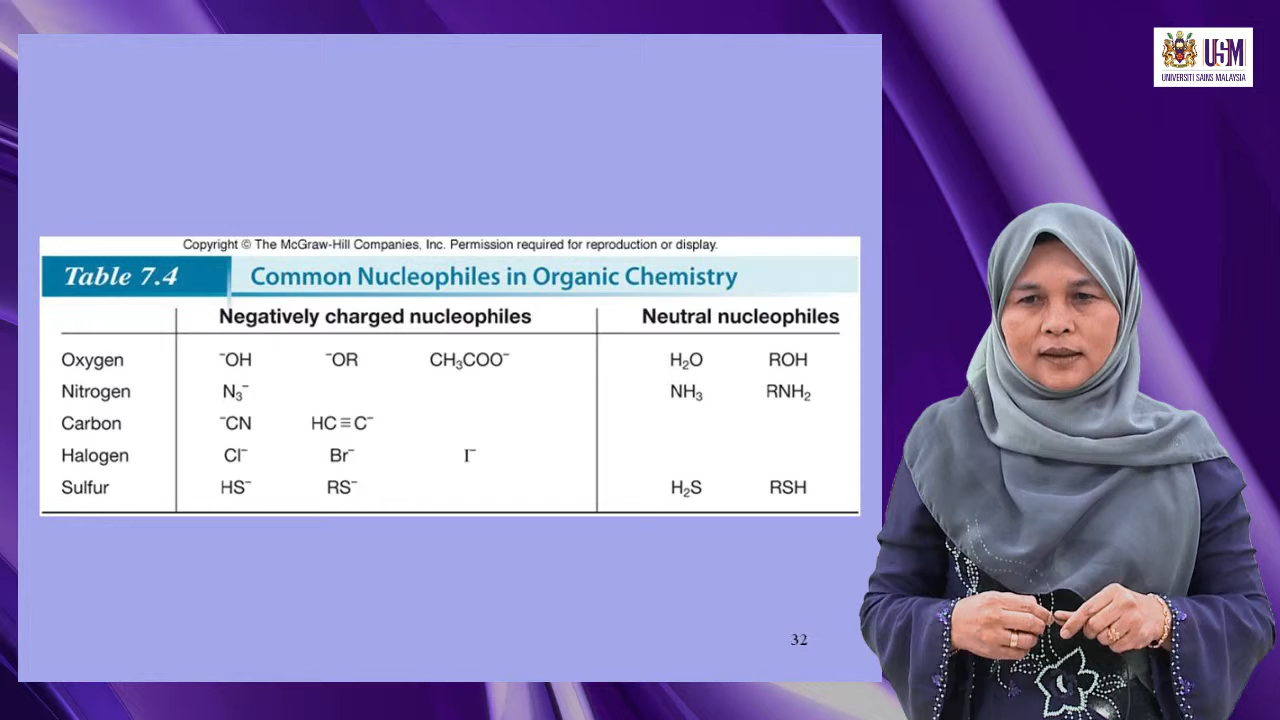 USM
UNIVERSITI SAINS MALAYSIA
Copyright © The McGraw-Hill Companies, Inc. Permission required for reproduction or display.
Table 7.4 Common Nucleophiles in Organic Chemistry
Negatively charged nucleophiles Neutral nucleophiles
Oxygen ⁻OH ⁻OR CH₃COO⁻ H₂O ROH
Nitrogen N₃⁻ NH₃ RNH₂
Carbon ⁻CN HC≡C⁻
Halogen Cl⁻ Br⁻ I⁻
Sulfur HS⁻ RS⁻ H₂S RSH
32